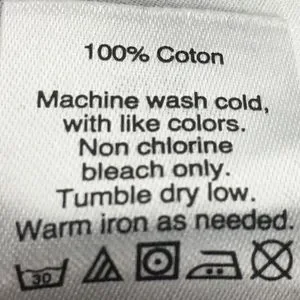 100% Coton
Machine wash cold,
with like colors.
Non chlorine
bleach only.
Tumble dry low.
Warm iron as needed.
30